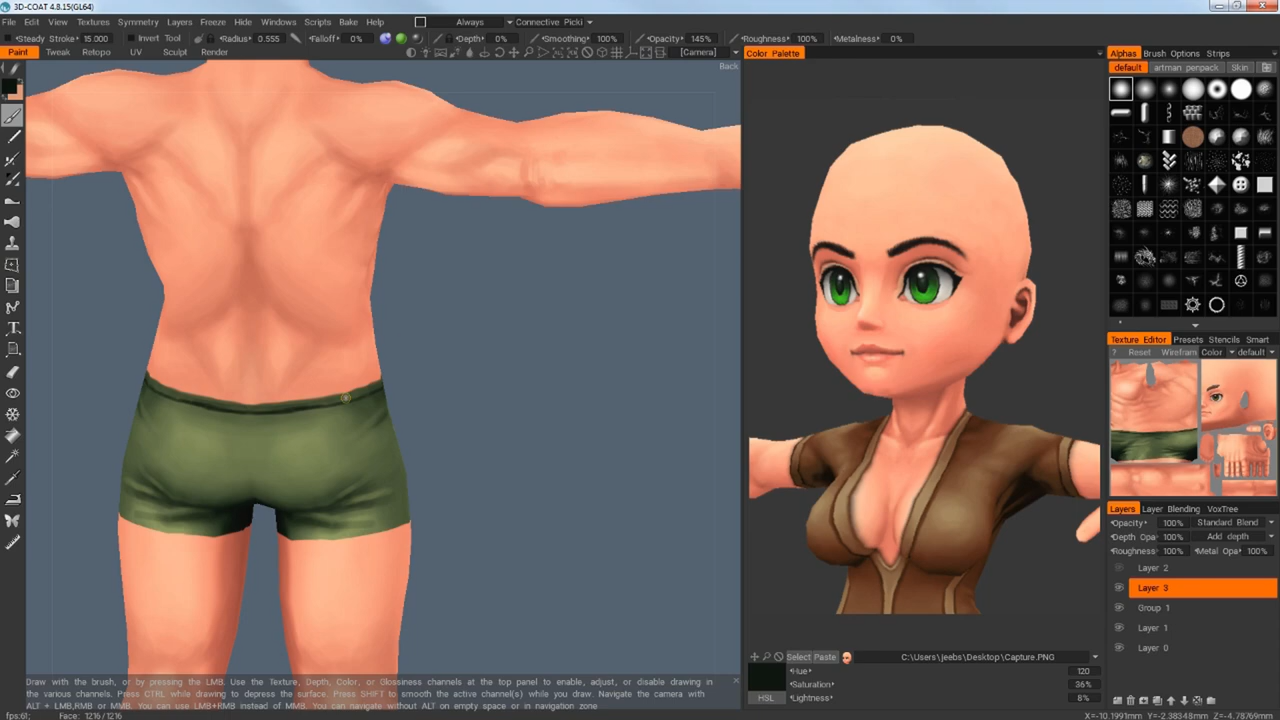 3D-COAT 4.8.15(GL64)
File Edit View Textures Symmetry Layers Freeze Hide Windows Scripts Bake Help Always Connective Picki
Steady Stroke 15.000 Invert Tool Radius 0.555 Falloff 0% Depth 0% Smoothing 100% Opacity 145% Roughness 100% Metalness 0%
Paint Tweak Retopo UV Sculpt Render [Camera]
Back
Color Palette
Alphas Brush Options Strips
default artman penpack Skin
Texture Editor Presets Stencils Smart
? Reset Wirefram Color default
Layers Layer Blending VoxTree
Opacity 100% Standard Blend
Depth Opa 100% Add depth
Roughness 100% Metal Opa 100%
Layer 2
Layer 3
Group 1
Layer 1
Layer 0
Select Paste C:\Users\jeebs\Desktop\Capture.PNG
Hue 120
Saturation 36%
HSL Lightness 8%
Draw with the brush, or by pressing the LMB. Use the Texture, Depth, Color, or Glossiness channels at the top panel to enable, adjust, or disable drawing in
the various channels. Press CTRL while drawing to depress the surface. Press SHIFT to smooth the active channel(s) while you draw. Navigate the camera with
ALT + LMB,RMB or MMB. You can use LMB+RMB instead of MMB. You can navigate without ALT on empty space or in navigation zone
fps:61; Face: 1216/1216 X=-10.1991mm Y=-2.38348mm Z=-4.78769mm